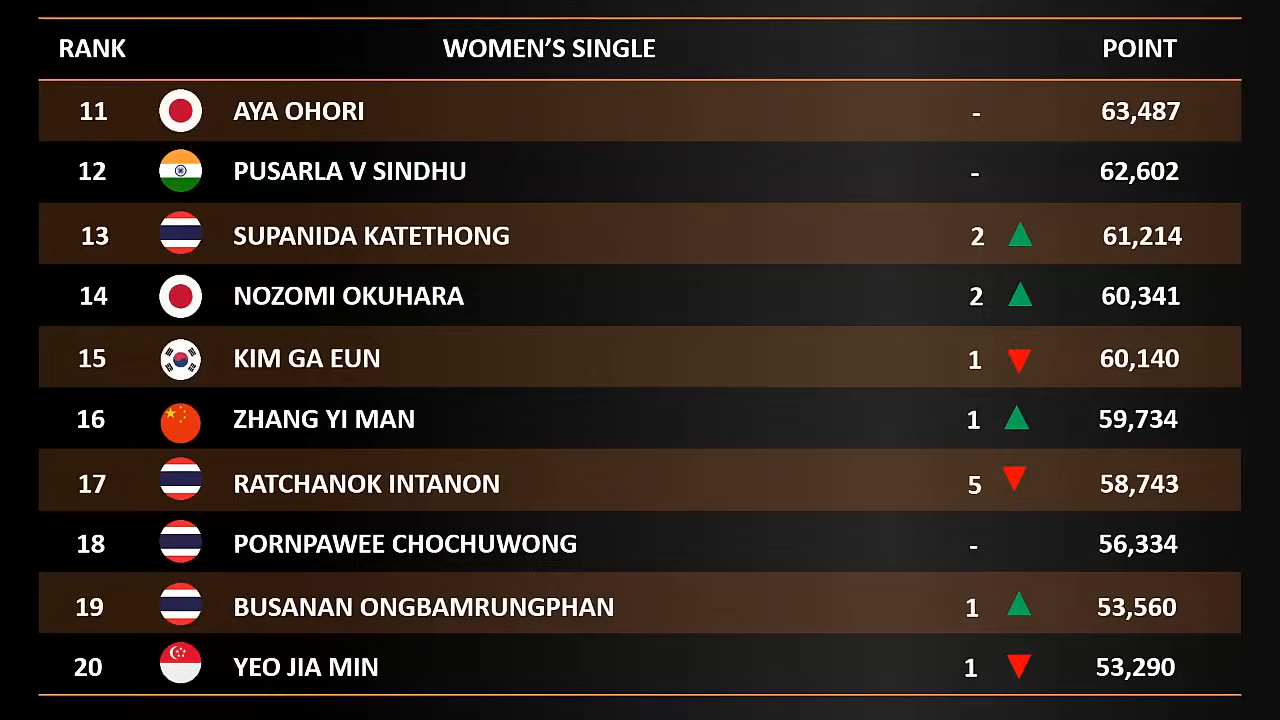 RANK WOMEN’S SINGLE POINT
11 AYA OHORI - 63,487
12 PUSARLA V SINDHU - 62,602
13 SUPANIDA KATETHONG 2 61,214
14 NOZOMI OKUHARA 2 60,341
15 KIM GA EUN 1 60,140
16 ZHANG YI MAN 1 59,734
17 RATCHANOK INTANON 5 58,743
18 PORNPAWEE CHOCHUWONG - 56,334
19 BUSANAN ONGBAMRUNGPHAN 1 53,560
20 YEO JIA MIN 1 53,290